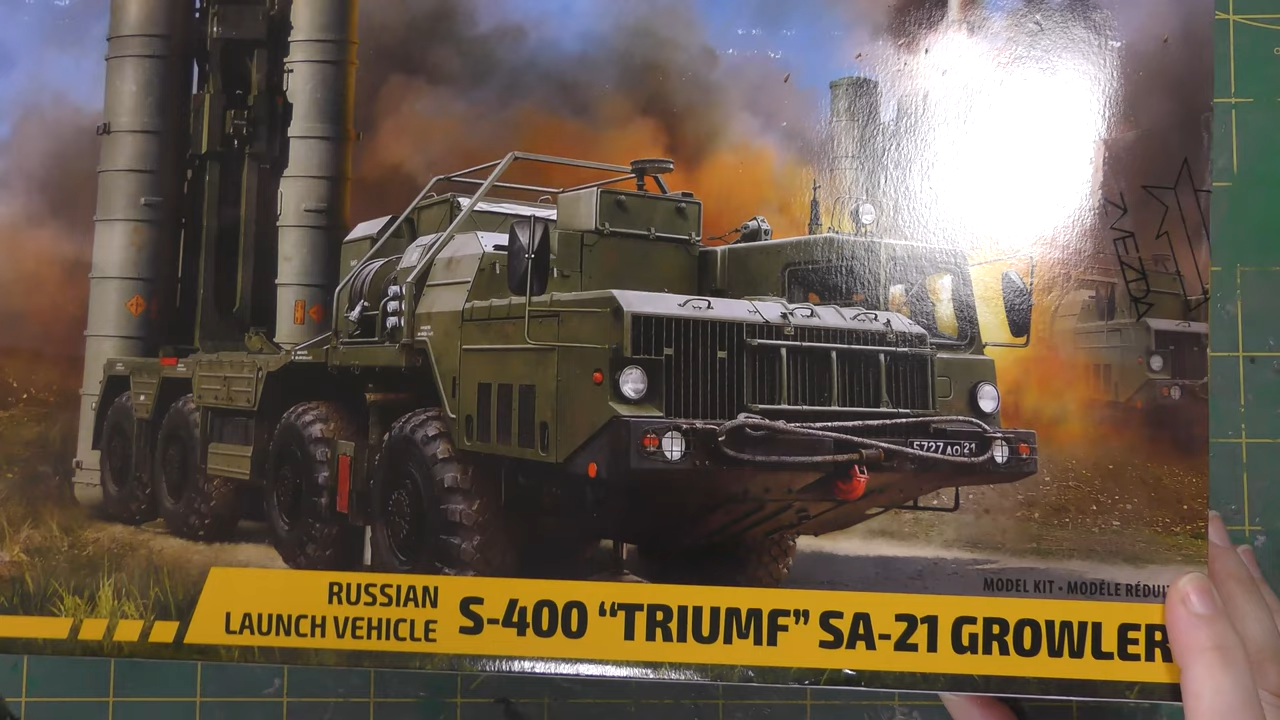 ZVEZDA
5727 AO 21
MODEL KIT • MODÈLE RÉDUI
RUSSIAN
LAUNCH VEHICLE
S-400 “TRIUMF” SA-21 GROWLER